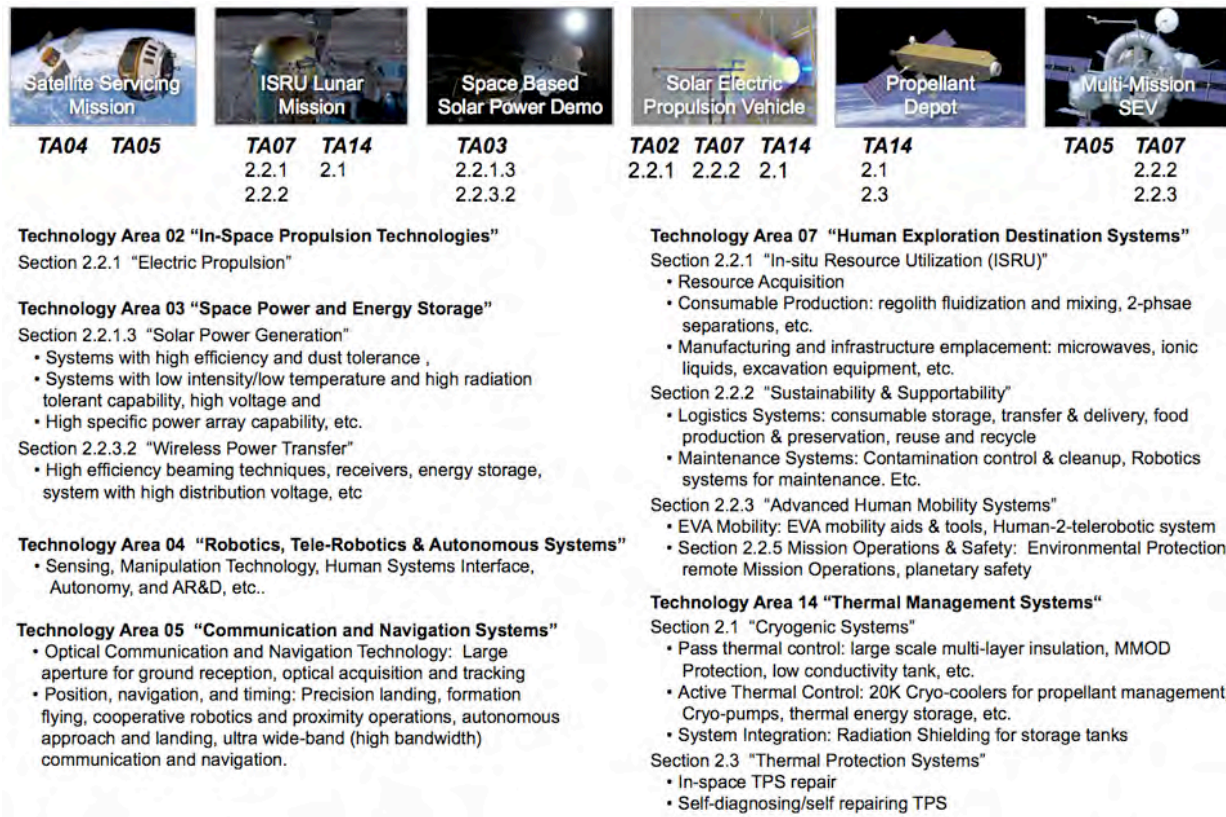 Satellite Servicing
Mission
ISRU Lunar
Mission
Space Based
Solar Power Demo
Solar Electric
Propulsion Vehicle
Propellant
Depot
Multi-Mission
SEV
TA04 TA05
TA07 TA14
2.2.1 2.1
2.2.2
TA03
2.2.1.3
2.2.3.2
TA02 TA07 TA14
2.2.1 2.2.2 2.1
TA14
2.1
2.3
TA05 TA07
2.2.2
2.2.3
Technology Area 02 “In-Space Propulsion Technologies”
Section 2.2.1 “Electric Propulsion”
Technology Area 03 “Space Power and Energy Storage”
Section 2.2.1.3 “Solar Power Generation”
• Systems with high efficiency and dust tolerance ,
• Systems with low intensity/low temperature and high radiation
tolerant capability, high voltage and
• High specific power array capability, etc.
Section 2.2.3.2 “Wireless Power Transfer”
• High efficiency beaming techniques, receivers, energy storage,
system with high distribution voltage, etc
Technology Area 04 “Robotics, Tele-Robotics & Autonomous Systems”
• Sensing, Manipulation Technology, Human Systems Interface,
Autonomy, and AR&D, etc..
Technology Area 05 “Communication and Navigation Systems”
• Optical Communication and Navigation Technology: Large
aperture for ground reception, optical acquisition and tracking
• Position, navigation, and timing: Precision landing, formation
flying, cooperative robotics and proximity operations, autonomous
approach and landing, ultra wide-band (high bandwidth)
communication and navigation.
Technology Area 07 “Human Exploration Destination Systems”
Section 2.2.1 “In-situ Resource Utilization (ISRU)”
• Resource Acquisition
• Consumable Production: regolith fluidization and mixing, 2-phsae
separations, etc.
• Manufacturing and infrastructure emplacement: microwaves, ionic
liquids, excavation equipment, etc.
Section 2.2.2 “Sustainability & Supportability”
• Logistics Systems: consumable storage, transfer & delivery, food
production & preservation, reuse and recycle
• Maintenance Systems: Contamination control & cleanup, Robotics
systems for maintenance. Etc.
Section 2.2.3 “Advanced Human Mobility Systems”
• EVA Mobility: EVA mobility aids & tools, Human-2-telerobotic system
• Section 2.2.5 Mission Operations & Safety: Environmental Protection
remote Mission Operations, planetary safety
Technology Area 14 “Thermal Management Systems“
Section 2.1 “Cryogenic Systems”
• Pass thermal control: large scale multi-layer insulation, MMOD
Protection, low conductivity tank, etc.
• Active Thermal Control: 20K Cryo-coolers for propellant management
Cryo-pumps, thermal energy storage, etc.
• System Integration: Radiation Shielding for storage tanks
Section 2.3 “Thermal Protection Systems”
• In-space TPS repair
• Self-diagnosing/self repairing TPS